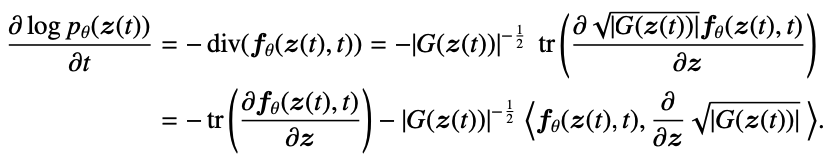 ∂ log p_θ(z(t)) / ∂t = − div(f_θ(z(t), t)) = −|G(z(t))|^{−1/2} tr( ∂ √|G(z(t))| f_θ(z(t), t) / ∂z )
= − tr( ∂f_θ(z(t), t) / ∂z ) − |G(z(t))|^{−1/2} ⟨ f_θ(z(t), t), ∂/∂z √|G(z(t))| ⟩.